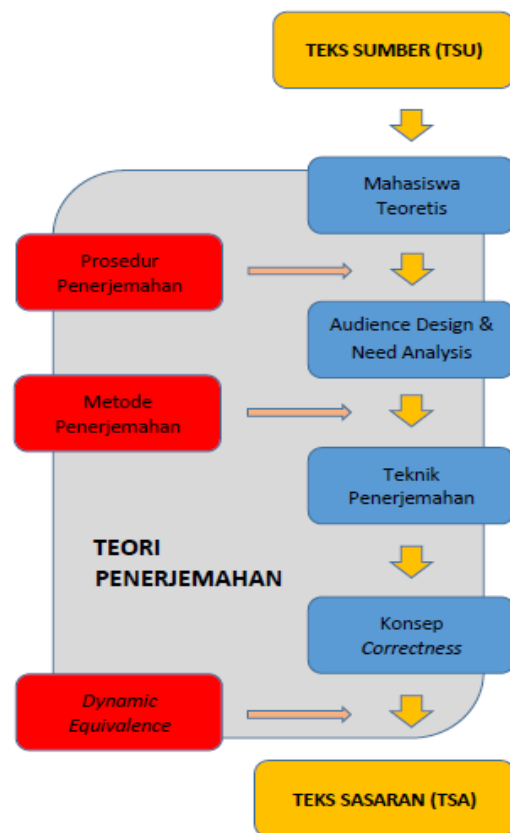 TEKS SUMBER (TSU)
Mahasiswa
Teoretis
Prosedur
Penerjemahan
Audience Design &
Need Analysis
Metode
Penerjemahan
Teknik
Penerjemahan
TEORI
PENERJEMAHAN
Konsep
Correctness
Dynamic
Equivalence
TEKS SASARAN (TSA)